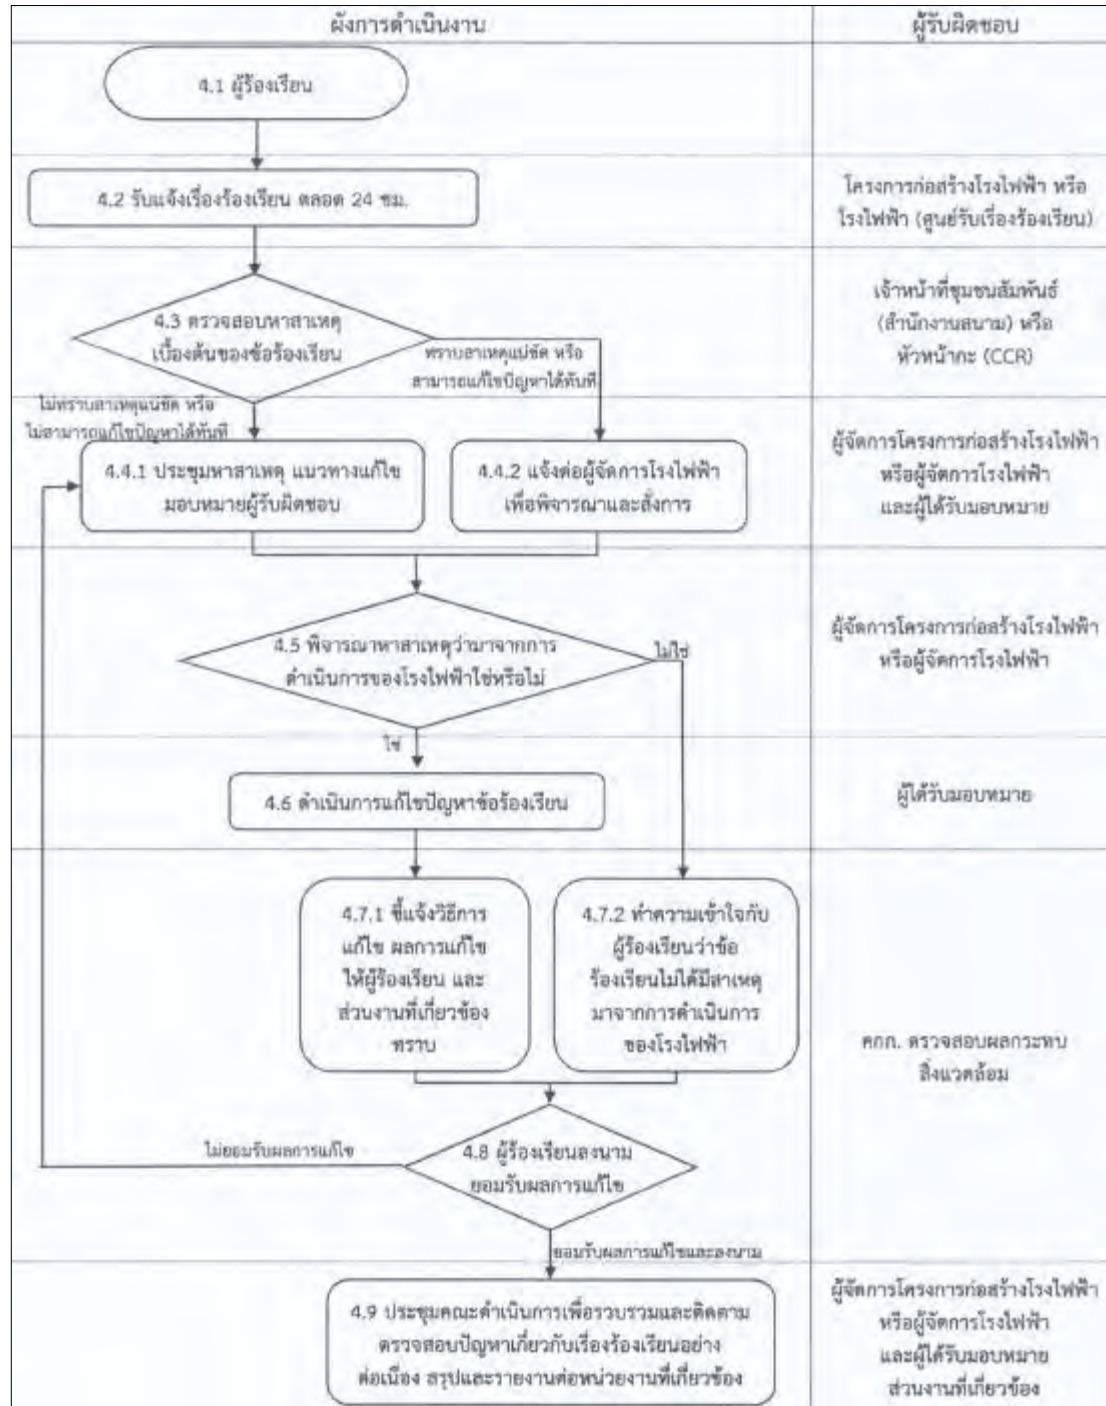 ผังการดำเนินงาน
ผู้รับผิดชอบ
4.1 ผู้ร้องเรียน
4.2 รับแจ้งเรื่องร้องเรียน ตลอด 24 ชม.
โครงการก่อสร้างโรงไฟฟ้า หรือ
โรงไฟฟ้า (ศูนย์รับเรื่องร้องเรียน)
4.3 ตรวจสอบหาสาเหตุ
เบื้องต้นของข้อร้องเรียน
เจ้าหน้าที่ชุมชนสัมพันธ์
(สำนักงานสนาม) หรือ
หัวหน้ากะ (CCR)
ทราบสาเหตุแน่ชัด หรือ
สามารถแก้ไขปัญหาได้ทันที
ไม่ทราบสาเหตุแน่ชัด หรือ
ไม่สามารถแก้ไขปัญหาได้ทันที
4.4.1 ประชุมหาสาเหตุ แนวทางแก้ไข
มอบหมายผู้รับผิดชอบ
4.4.2 แจ้งต่อผู้จัดการโรงไฟฟ้า
เพื่อพิจารณาและสั่งการ
ผู้จัดการโครงการก่อสร้างโรงไฟฟ้า
หรือผู้จัดการโรงไฟฟ้า
และผู้ได้รับมอบหมาย
4.5 พิจารณาหาสาเหตุว่ามาจากการ
ดำเนินการของโรงไฟฟ้าใช่หรือไม่
ไม่ใช่
ใช่
ผู้จัดการโครงการก่อสร้างโรงไฟฟ้า
หรือผู้จัดการโรงไฟฟ้า
4.6 ดำเนินการแก้ไขปัญหาข้อร้องเรียน
ผู้ได้รับมอบหมาย
4.7.1 ชี้แจ้งวิธีการ
แก้ไข ผลการแก้ไข
ให้ผู้ร้องเรียน และ
ส่วนงานที่เกี่ยวข้อง
ทราบ
4.7.2 ทำความเข้าใจกับ
ผู้ร้องเรียนว่าข้อ
ร้องเรียนไม่ได้มีสาเหตุ
มาจากการดำเนินการ
ของโรงไฟฟ้า
คกก. ตรวจสอบผลกระทบ
สิ่งแวดล้อม
4.8 ผู้ร้องเรียนลงนาม
ยอมรับผลการแก้ไข
ไม่ยอมรับผลการแก้ไข
ยอมรับผลการแก้ไขและลงนาม
4.9 ประชุมคณะดำเนินการเพื่อรวบรวมและติดตาม
ตรวจสอบปัญหาเกี่ยวกับเรื่องร้องเรียนอย่าง
ต่อเนื่อง สรุปและรายงานต่อหน่วยงานที่เกี่ยวข้อง
ผู้จัดการโครงการก่อสร้างโรงไฟฟ้า
หรือผู้จัดการโรงไฟฟ้า
และผู้ได้รับมอบหมาย
ส่วนงานที่เกี่ยวข้อง